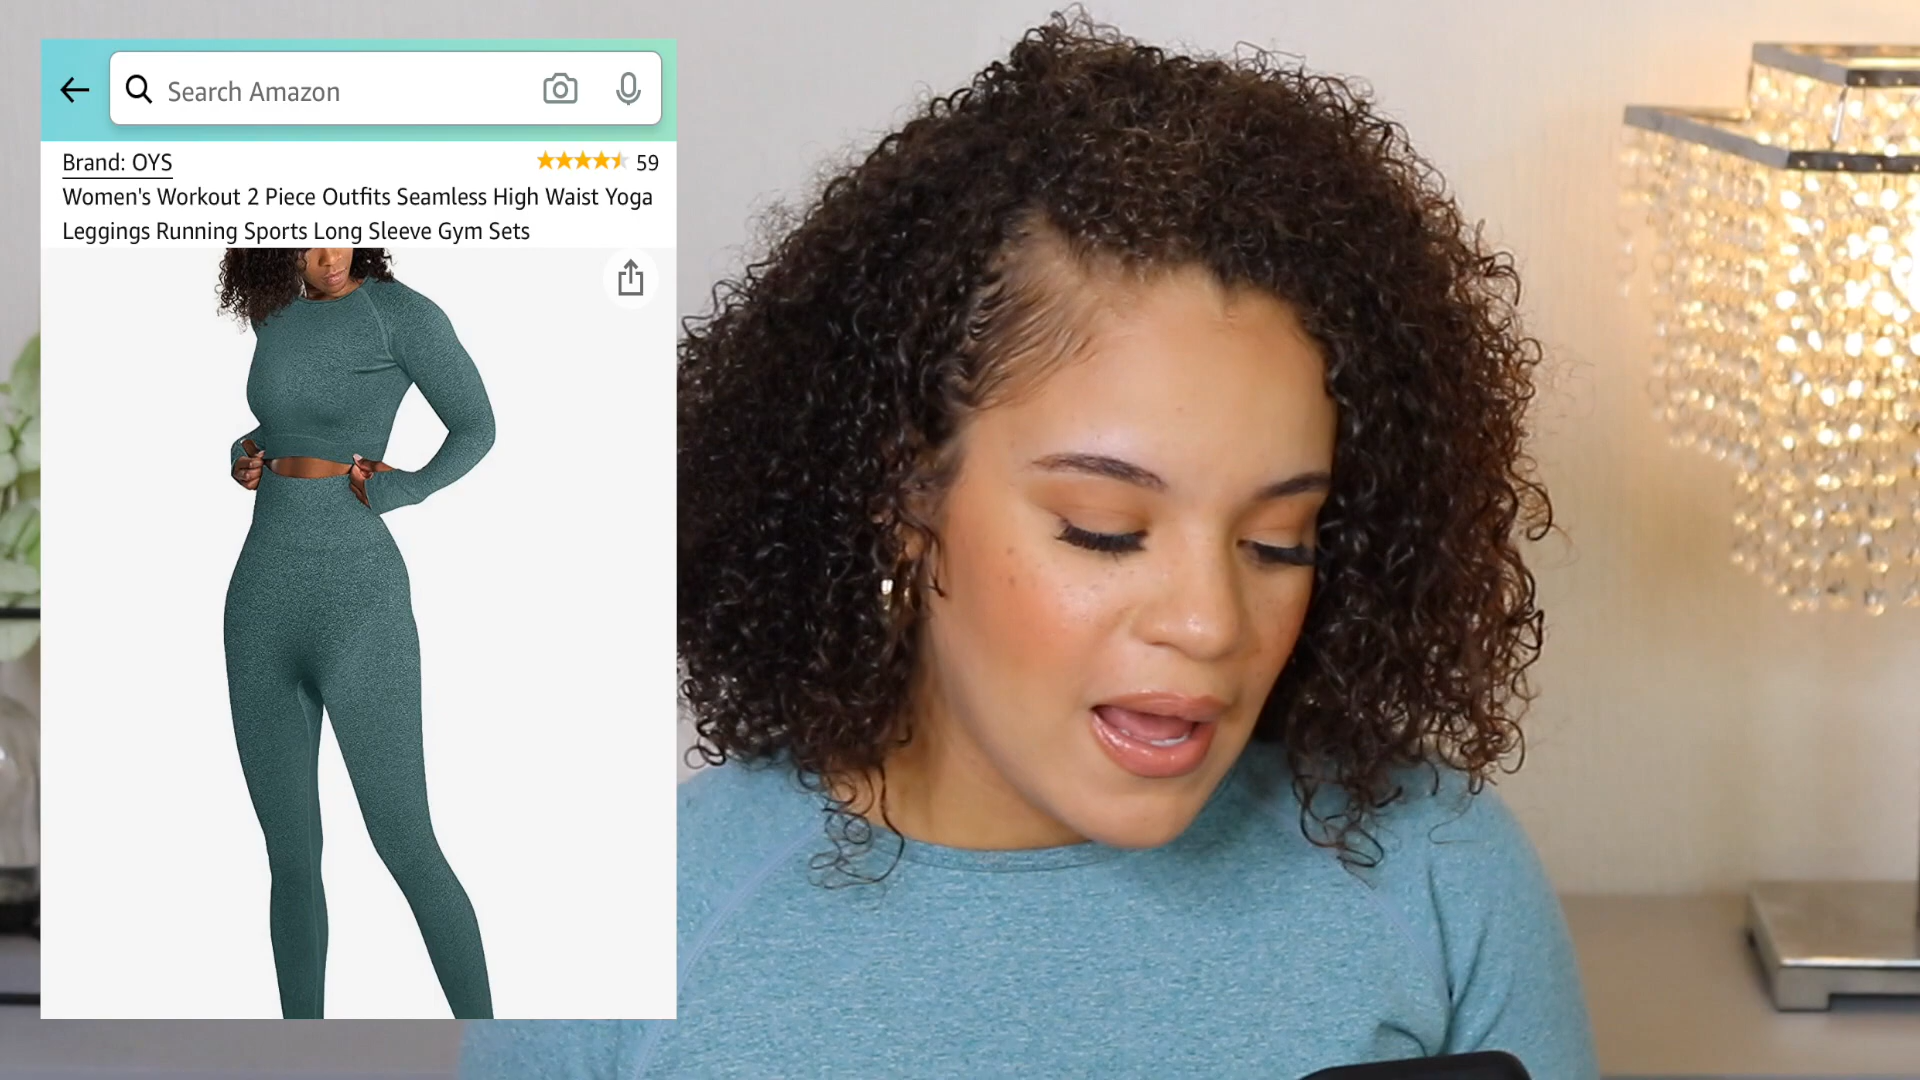 Search Amazon
Brand: OYS
59
Women's Workout 2 Piece Outfits Seamless High Waist Yoga
Leggings Running Sports Long Sleeve Gym Sets